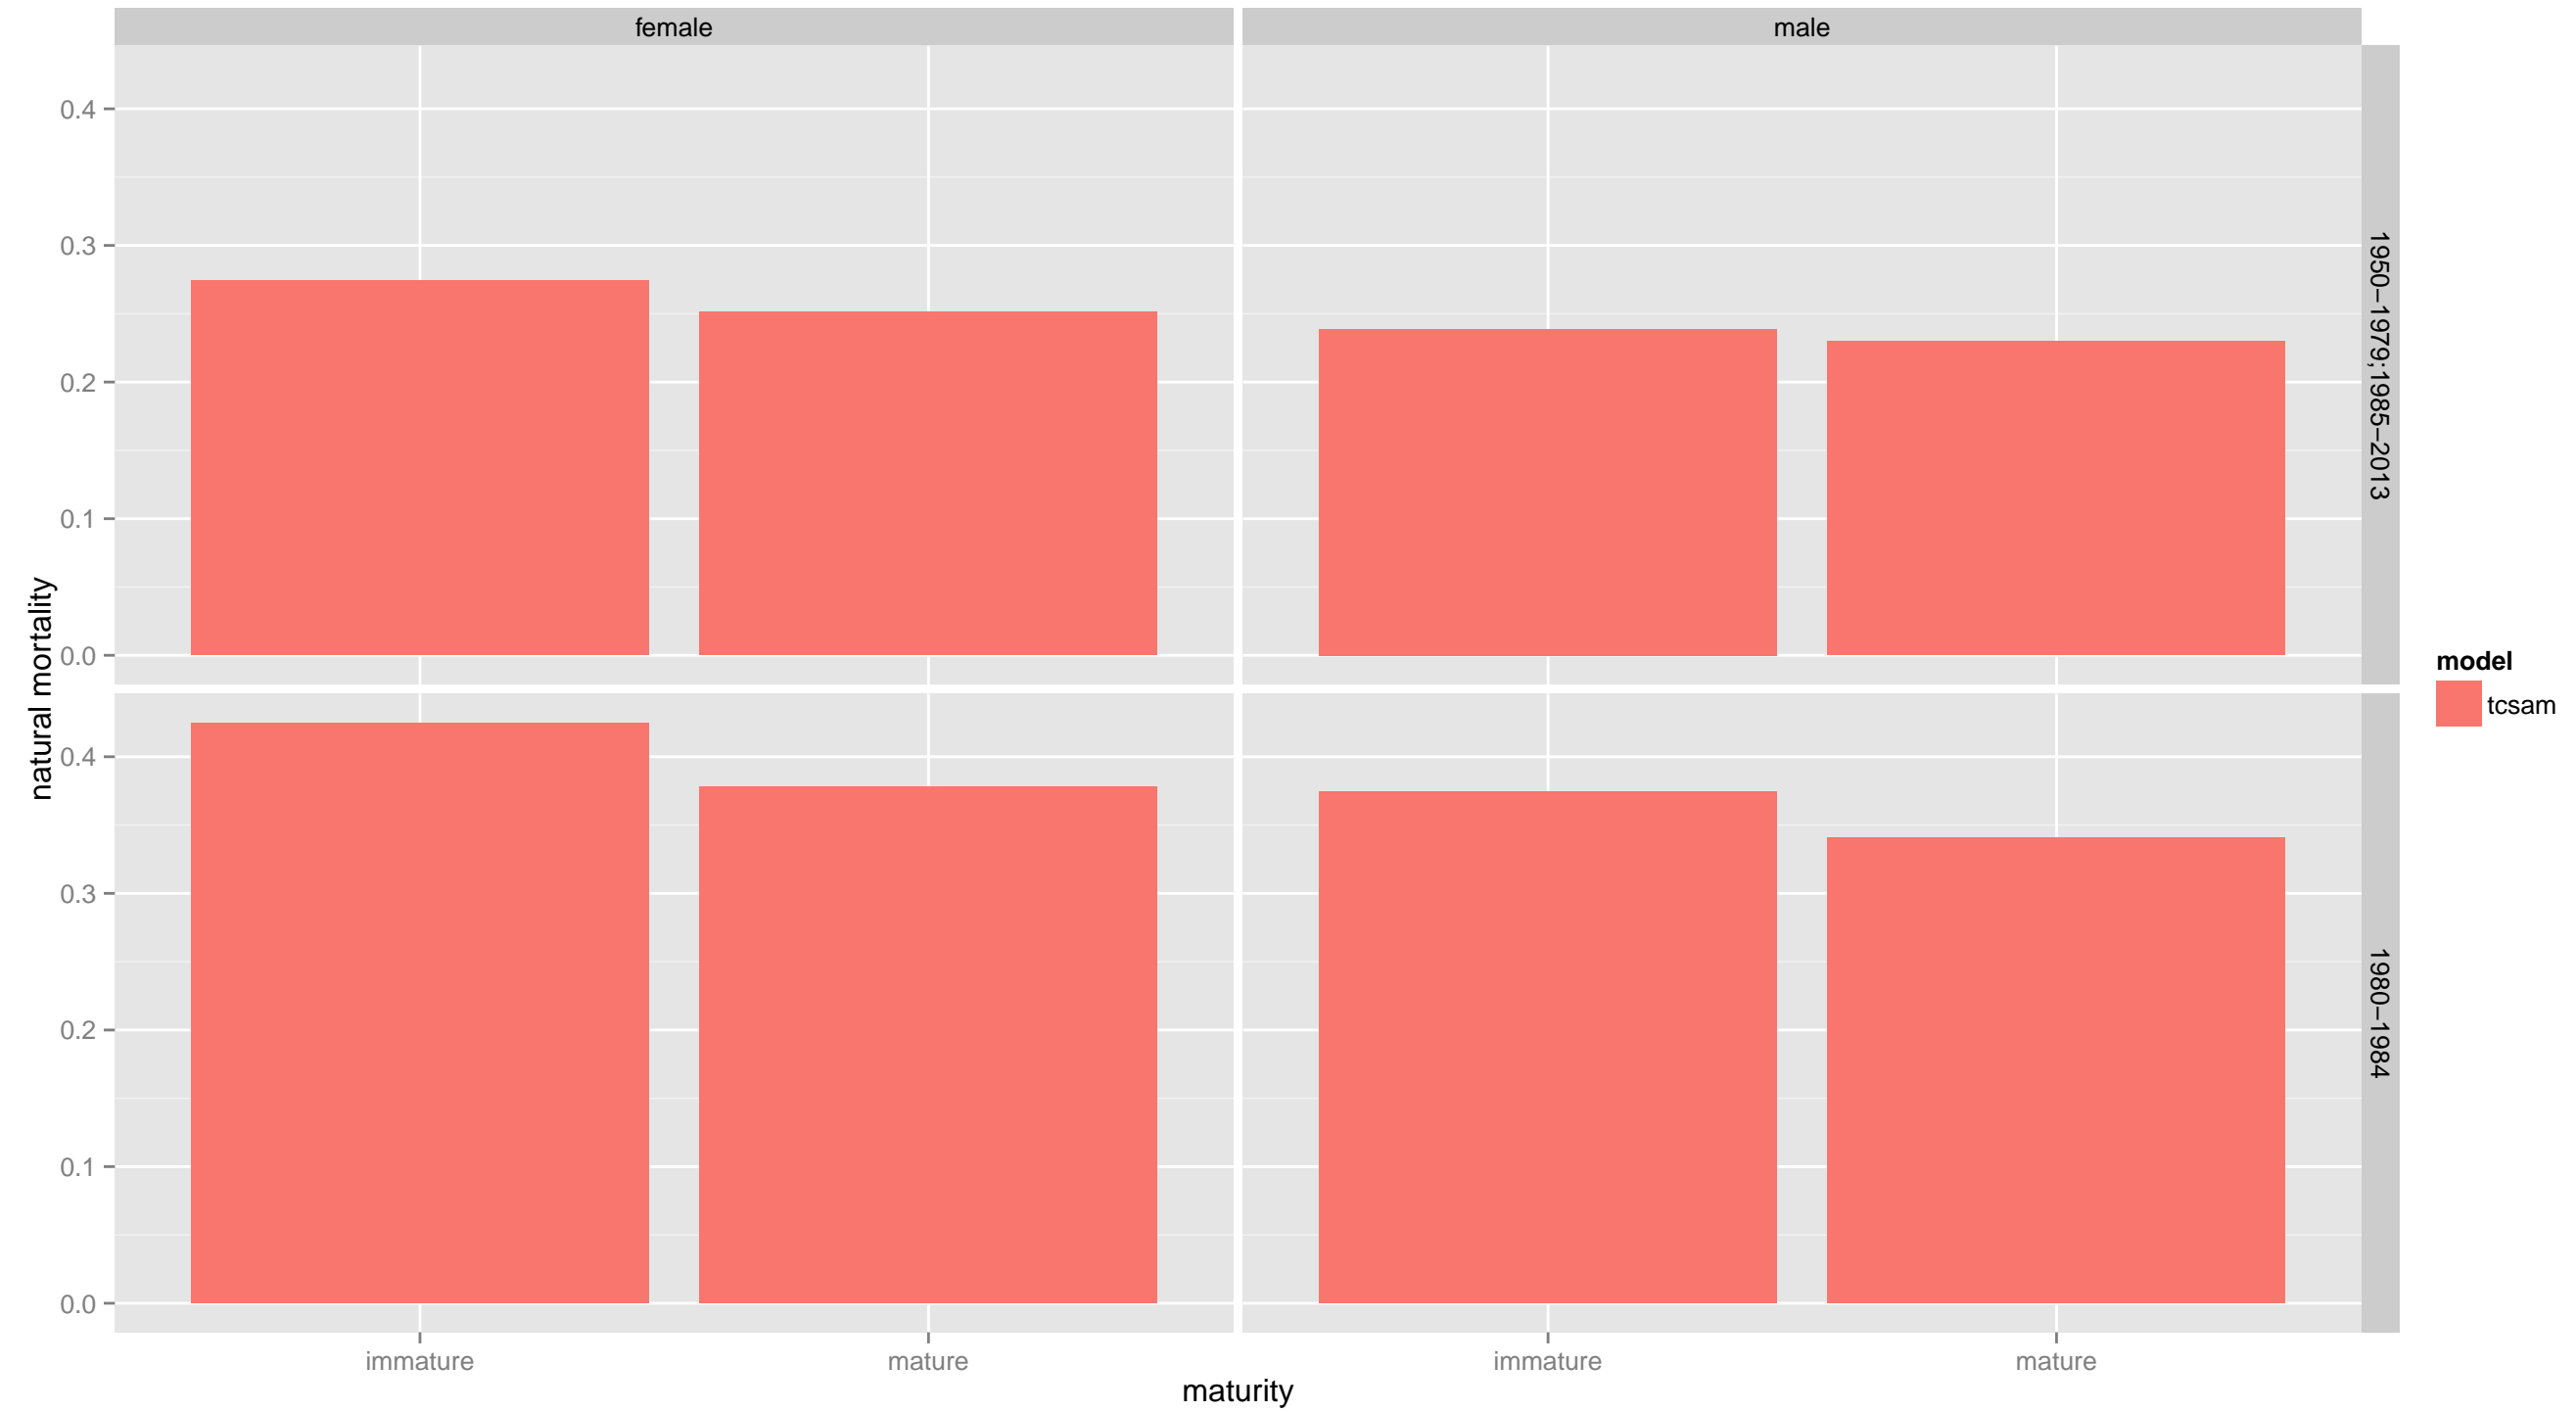 female
male
0.4
0.3
0.2
0.1
0.0
1950−1979;1985−2013
natural mortality
0.4
0.3
0.2
0.1
0.0
1980−1984
immature
mature
immature
mature
maturity
model
tcsam